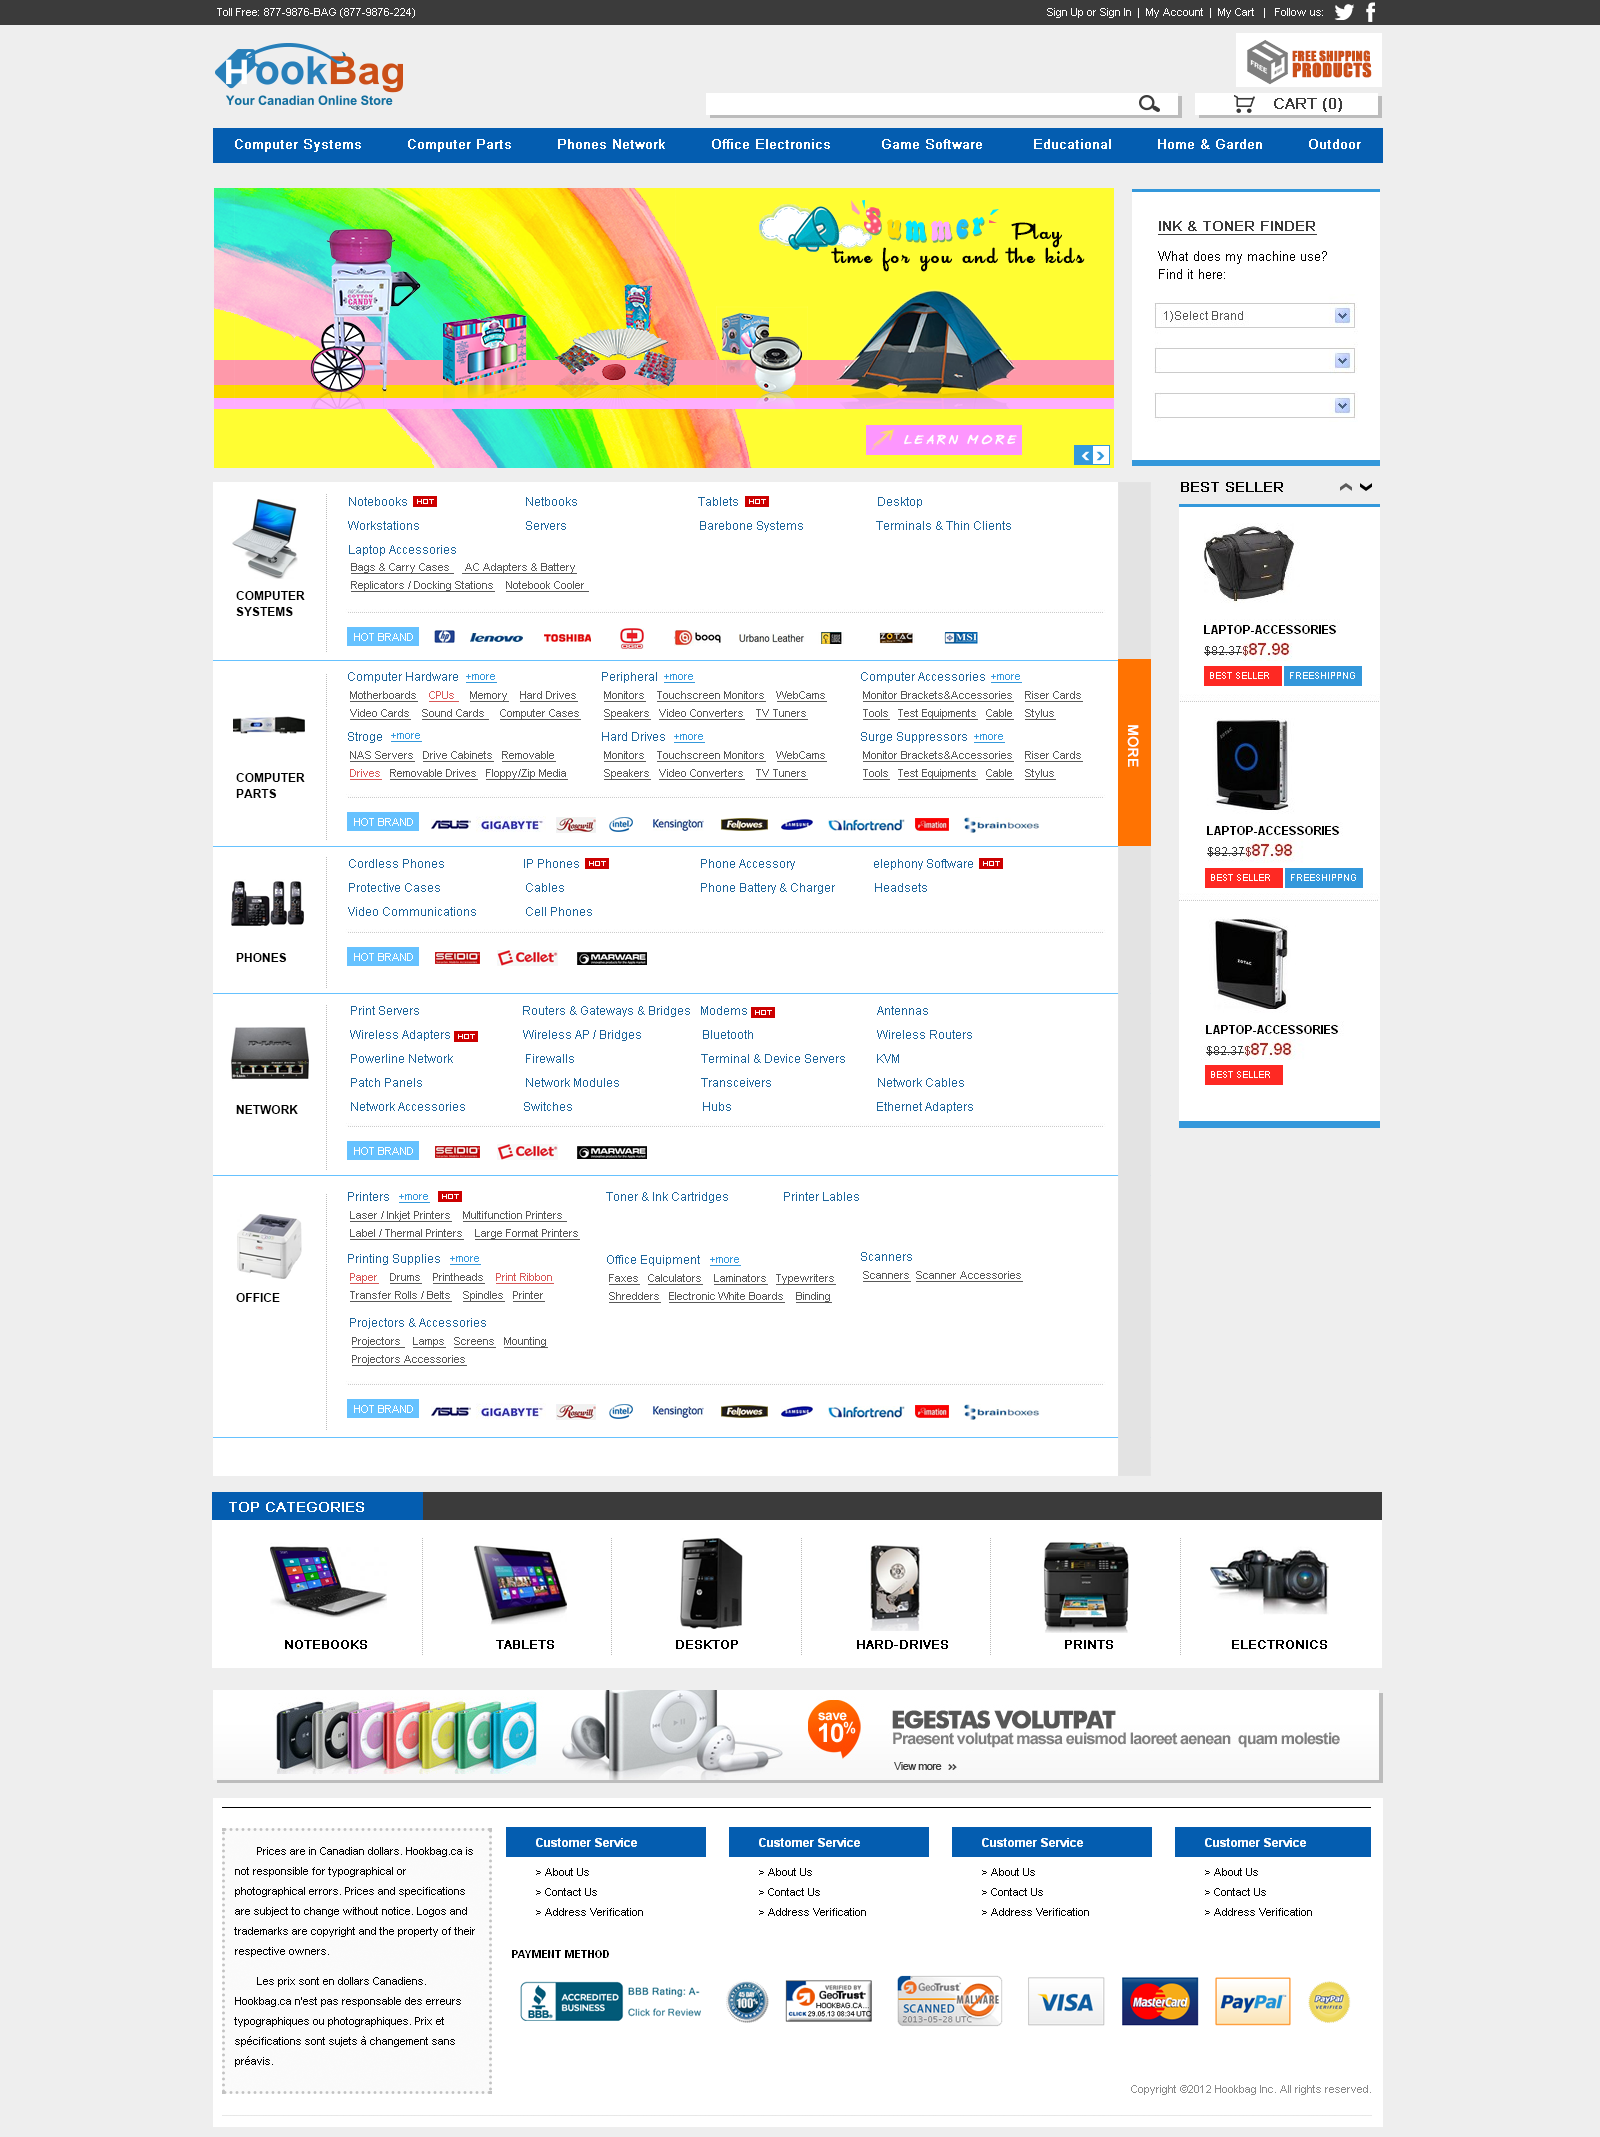 Toll Free: 877-9876-BAG (877-9876-224)
Sign Up or Sign In | My Account | My Cart | Follow us:
HookBag
Your Canadian Online Store
FREE
FREE SHIPPING
PRODUCTS
CART (0)
Computer Systems Computer Parts Phones Network Office Electronics Game Software Educational Home & Garden Outdoor
Summer Play
time for you and the kids
COTTON
CANDY
LEARN MORE
INK & TONER FINDER
What does my machine use?
Find it here:
1)Select Brand
Notebooks HOT Netbooks Tablets HOT Desktop
Workstations Servers Barebone Systems Terminals & Thin Clients
Laptop Accessories
Bags & Carry Cases AC Adapters & Battery
Replicators / Docking Stations Notebook Cooler
COMPUTER
SYSTEMS
HOT BRAND hp lenovo TOSHIBA booq Urbano Leather ZOTAC MSI
Computer Hardware +more Peripheral +more Computer Accessories +more
Motherboards CPUs Memory Hard Drives Monitors Touchscreen Monitors WebCams Monitor Brackets&Accessories Riser Cards
Video Cards Sound Cards Computer Cases Speakers Video Converters TV Tuners Tools Test Equipments Cable Stylus
Stroge +more Hard Drives +more Surge Suppressors +more
NAS Servers Drive Cabinets Removable Monitors Touchscreen Monitors WebCams Monitor Brackets&Accessories Riser Cards
Drives Removable Drives Floppy/Zip Media Speakers Video Converters TV Tuners Tools Test Equipments Cable Stylus
COMPUTER
PARTS
HOT BRAND ASUS GIGABYTE Rosewill intel Kensington Fellowes SAMSUNG Infortrend imation brainboxes
MORE
Cordless Phones IP Phones HOT Phone Accessory elephony Software HOT
Protective Cases Cables Phone Battery & Charger Headsets
Video Communications Cell Phones
PHONES
HOT BRAND SEIDIO Cellet MARWARE
Print Servers Routers & Gateways & Bridges Modems HOT Antennas
Wireless Adapters HOT Wireless AP / Bridges Bluetooth Wireless Routers
Powerline Network Firewalls Terminal & Device Servers KVM
Patch Panels Network Modules Transceivers Network Cables
Network Accessories Switches Hubs Ethernet Adapters
D-Link
NETWORK
HOT BRAND SEIDIO Cellet MARWARE
Printers +more HOT Toner & Ink Cartridges Printer Lables
Laser / Inkjet Printers Multifunction Printers
Label / Thermal Printers Large Format Printers
Printing Supplies +more Office Equipment +more Scanners
Paper Drums Printheads Print Ribbon Faxes Calculators Laminators Typewriters Scanners Scanner Accessories
Transfer Rolls / Belts Spindles Printer Shredders Electronic White Boards Binding
OFFICE
Projectors & Accessories
Projectors Lamps Screens Mounting
Projectors Accessories
HOT BRAND ASUS GIGABYTE Rosewill intel Kensington Fellowes SAMSUNG Infortrend imation brainboxes
BEST SELLER
LAPTOP-ACCESSORIES
$82.37$87.98
BEST SELLER FREESHIPPNG
LAPTOP-ACCESSORIES
$82.37$87.98
BEST SELLER FREESHIPPNG
ZOTAC
LAPTOP-ACCESSORIES
$82.37$87.98
BEST SELLER
TOP CATEGORIES
NOTEBOOKS TABLETS DESKTOP HARD-DRIVES PRINTS ELECTRONICS
save
10%
EGESTAS VOLUTPAT
Praesent volutpat massa euismod laoreet aenean quam molestie
View more »
Prices are in Canadian dollars. Hookbag.ca is
not responsible for typographical or
photographical errors. Prices and specifications
are subject to change without notice. Logos and
trademarks are copyright and the property of their
respective owners.
Les prix sont en dollars Canadiens.
Hookbag.ca n'est pas responsable des erreurs
typographiques ou photographiques. Prix et
spécifications sont sujets à changement sans
préavis.
Customer Service Customer Service Customer Service Customer Service
> About Us > About Us > About Us > About Us
> Contact Us > Contact Us > Contact Us > Contact Us
> Address Verification > Address Verification > Address Verification > Address Verification
PAYMENT METHOD
BBB
ACCREDITED
BUSINESS
BBB Rating: A-
Click for Review
45 DAY
100%
VERIFIED BY
GeoTrust
HOOKBAG.CA...
CLICK 29.05.13 08:34 UTC
GeoTrust
SCANNED MALWARE
2013-05-28 UTC
VISA
MasterCard
PayPal
PayPal
VERIFIED
Copyright ©2012 Hookbag Inc. All rights reserved.